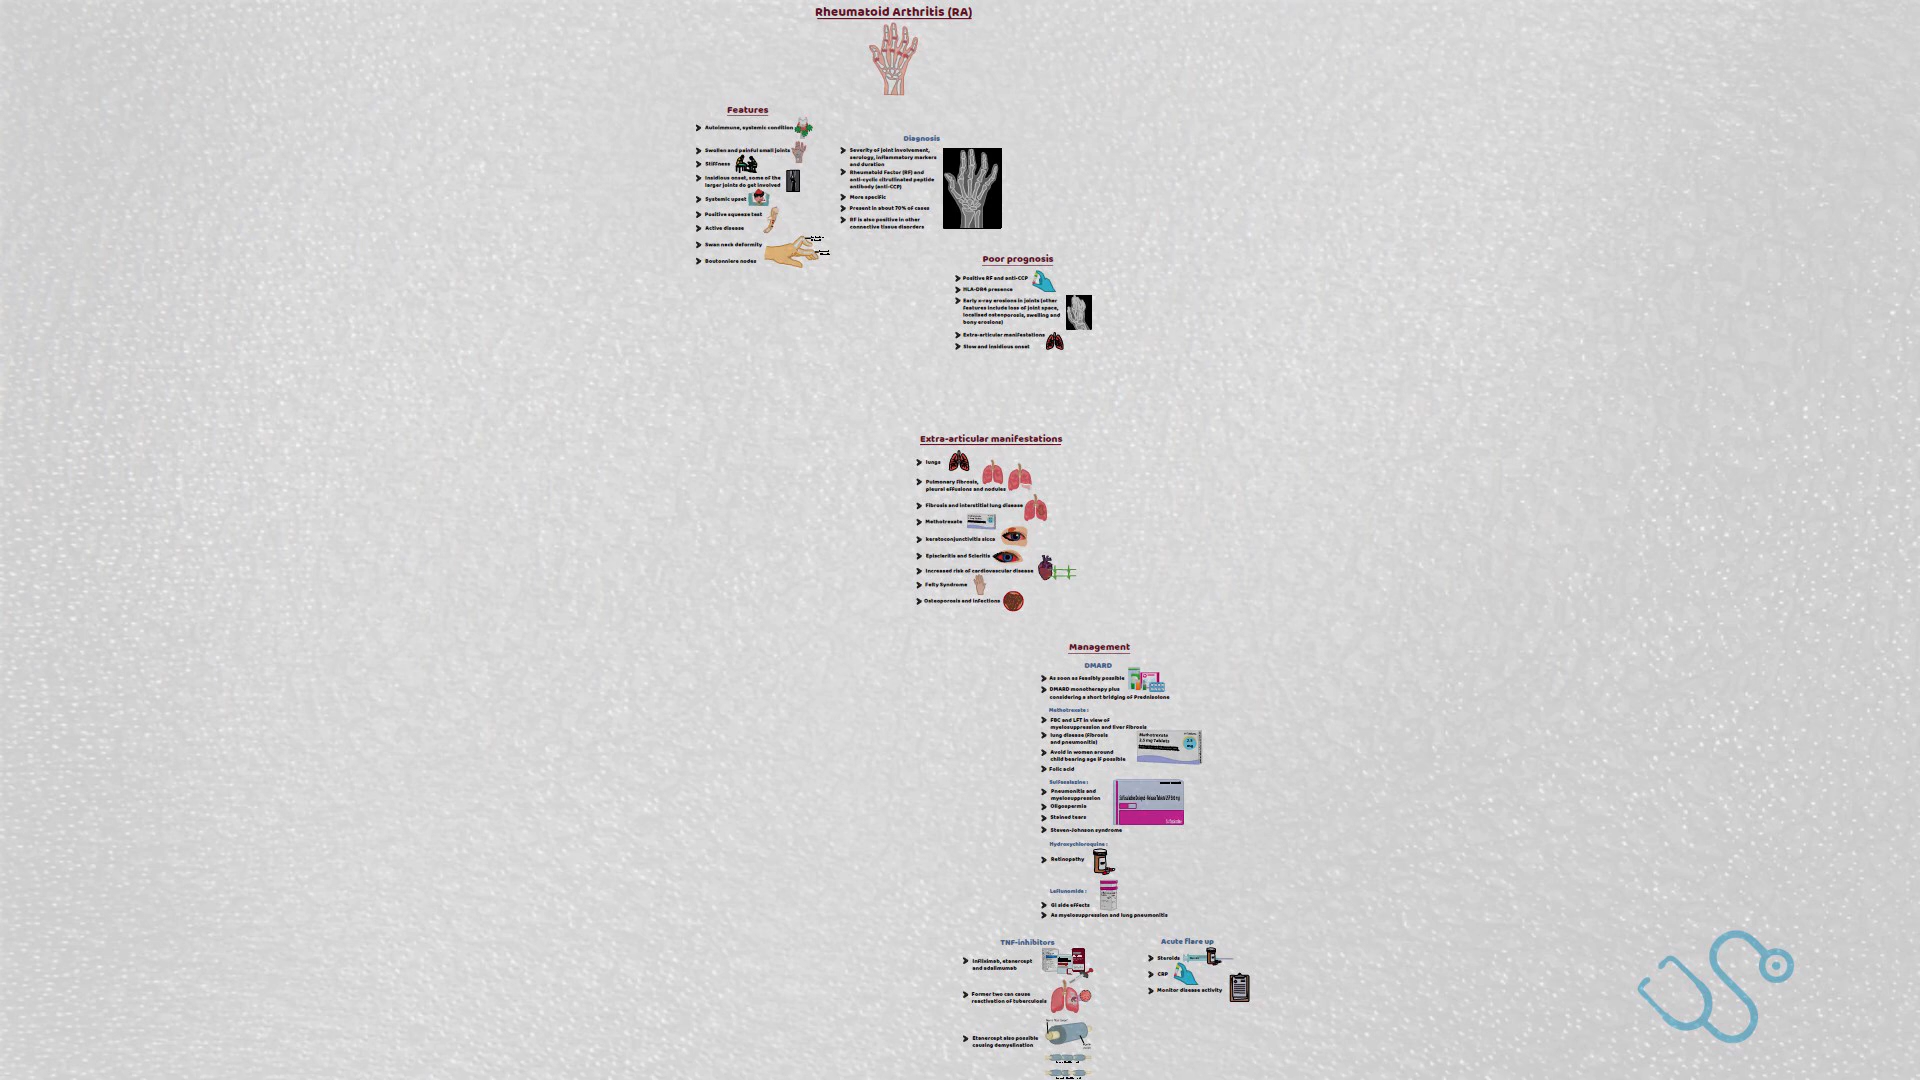 Rheumatoid Arthritis (RA)
Features
Autoimmune, systemic condition
Swollen and painful small joints
Stiffness
Insidious onset, some of the
larger joints do get involved
Systemic upset
Positive squeeze test
Active disease
Swan neck deformity
Boutonniere nodes
Diagnosis
Severity of joint involvement,
serology, inflammatory markers
and duration
Rheumatoid Factor (RF) and
anti-cyclic citrullinated peptide
antibody (anti-CCP)
More specific
Present in about 70% of cases
RF is also positive in other
connective tissue disorders
Poor prognosis
Positive RF and anti-CCP
HLA-DR4 presence
Early x-ray erosions in joints (other
features include loss of joint space,
localised osteoporosis, swelling and
bony erosions)
Extra-articular manifestations
Slow and insidious onset
Extra-articular manifestations
lungs
Pulmonary fibrosis,
pleural effusions and nodules
Fibrosis and interstitial lung disease
Methotrexate
keratoconjunctivitis sicca
Episcleritis and Scleritis
Increased risk of cardiovascular disease
Felty Syndrome
Osteoporosis and infections
Management
DMARD
As soon as feasibly possible
DMARD monotherapy plus
considering a short bridging of Prednisolone
Methotrexate :
FBC and LFT in view of
myelosuppression and liver fibrosis
lung disease (fibrosis
and pneumonitis)
Avoid in women around
child bearing age if possible
Folic acid
Methotrexate
2.5 mg Tablets
2.5
mg
Sulfasalazine :
Pneumonitis and
myelosuppression
Oligospermia
Stained tears
Steven-Johnson syndrome
Hydroxychloroquine :
Retinopathy
Leflunomide :
GI side effects
As myelosuppression and lung pneumonitis
TNF-inhibitors
Infliximab, etanercept
and adalimumab
Former two can cause
reactivation of tuberculosis
Etanercept also possible
causing demyelination
Acute flare up
Steroids
CRP
Monitor disease activity